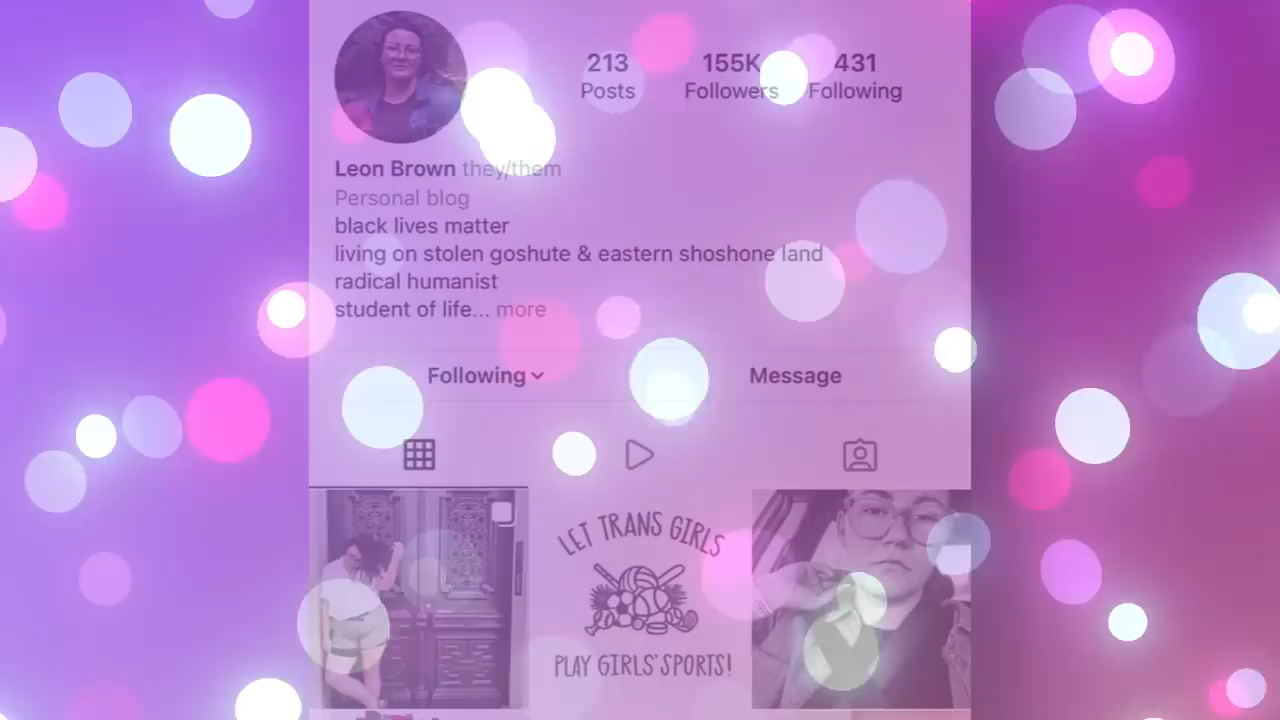 213 155K 431
Posts Followers Following
Leon Brown they/them
Personal blog
black lives matter
living on stolen goshute & eastern shoshone land
radical humanist
student of life... more
Following Message
LET TRANS GIRLS
PLAY GIRLS' SPORTS!